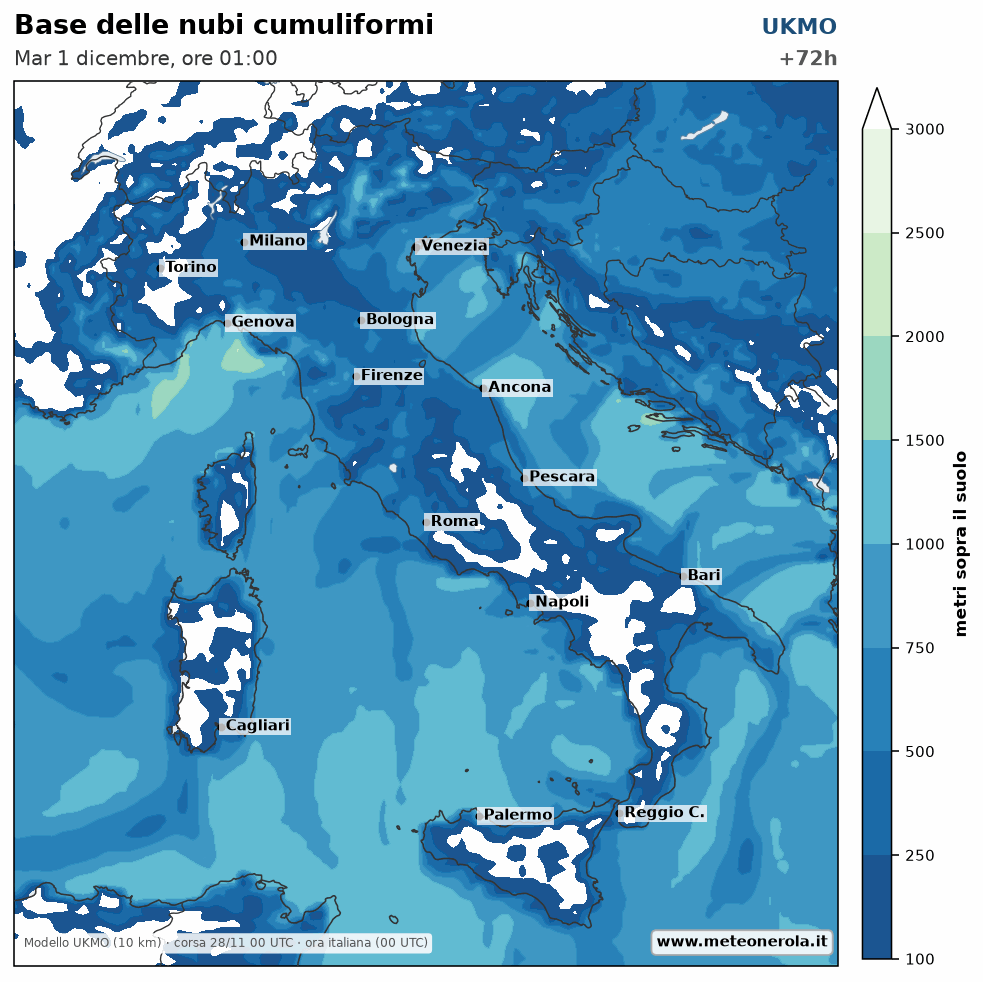 Base delle nubi cumuliformi
UKMO
Mar 1 dicembre, ore 01:00
+72h
3000
2500
2000
1500
1000
750
500
250
100
metri sopra il suolo
Milano
Venezia
Torino
Genova
Bologna
Firenze
Ancona
Pescara
Roma
Bari
Napoli
Cagliari
Palermo
Reggio C.
Modello UKMO (10 km) · corsa 28/11 00 UTC · ora italiana (00 UTC)
www.meteonerola.it